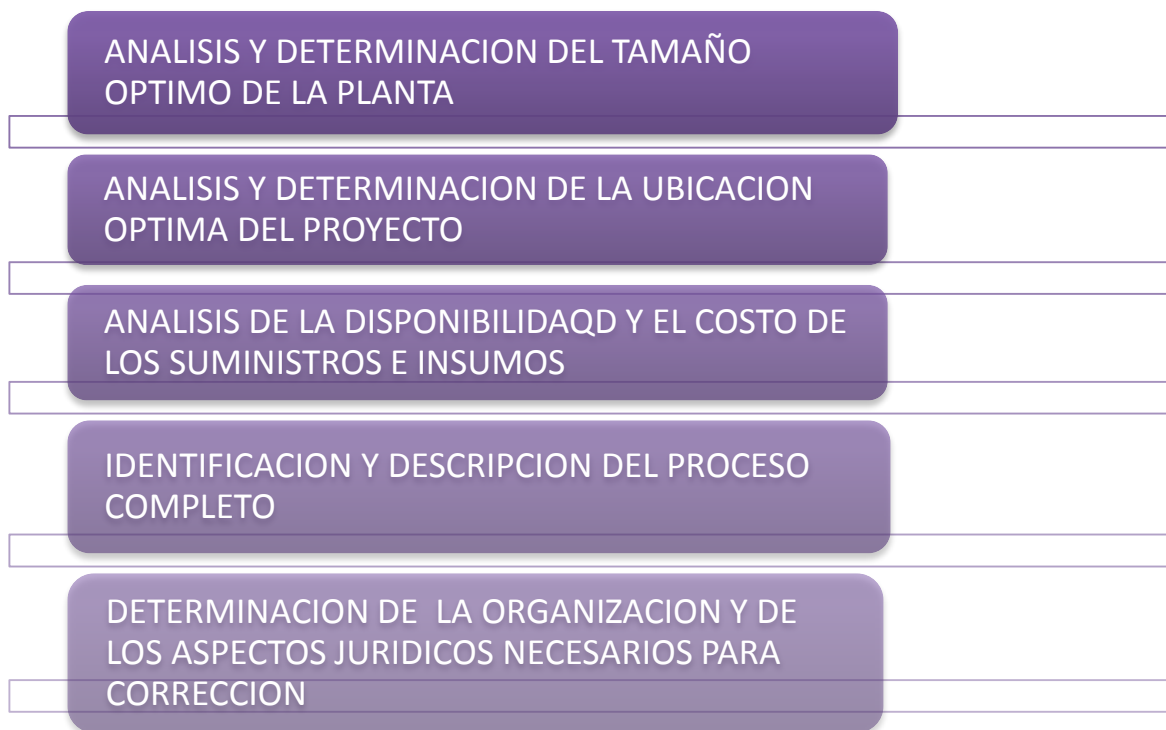 ANALISIS Y DETERMINACION DEL TAMAÑO
OPTIMO DE LA PLANTA
ANALISIS Y DETERMINACION DE LA UBICACION
OPTIMA DEL PROYECTO
ANALISIS DE LA DISPONIBILIDAQD Y EL COSTO DE
LOS SUMINISTROS E INSUMOS
IDENTIFICACION Y DESCRIPCION DEL PROCESO
COMPLETO
DETERMINACION DE LA ORGANIZACION Y DE
LOS ASPECTOS JURIDICOS NECESARIOS PARA
CORRECCION